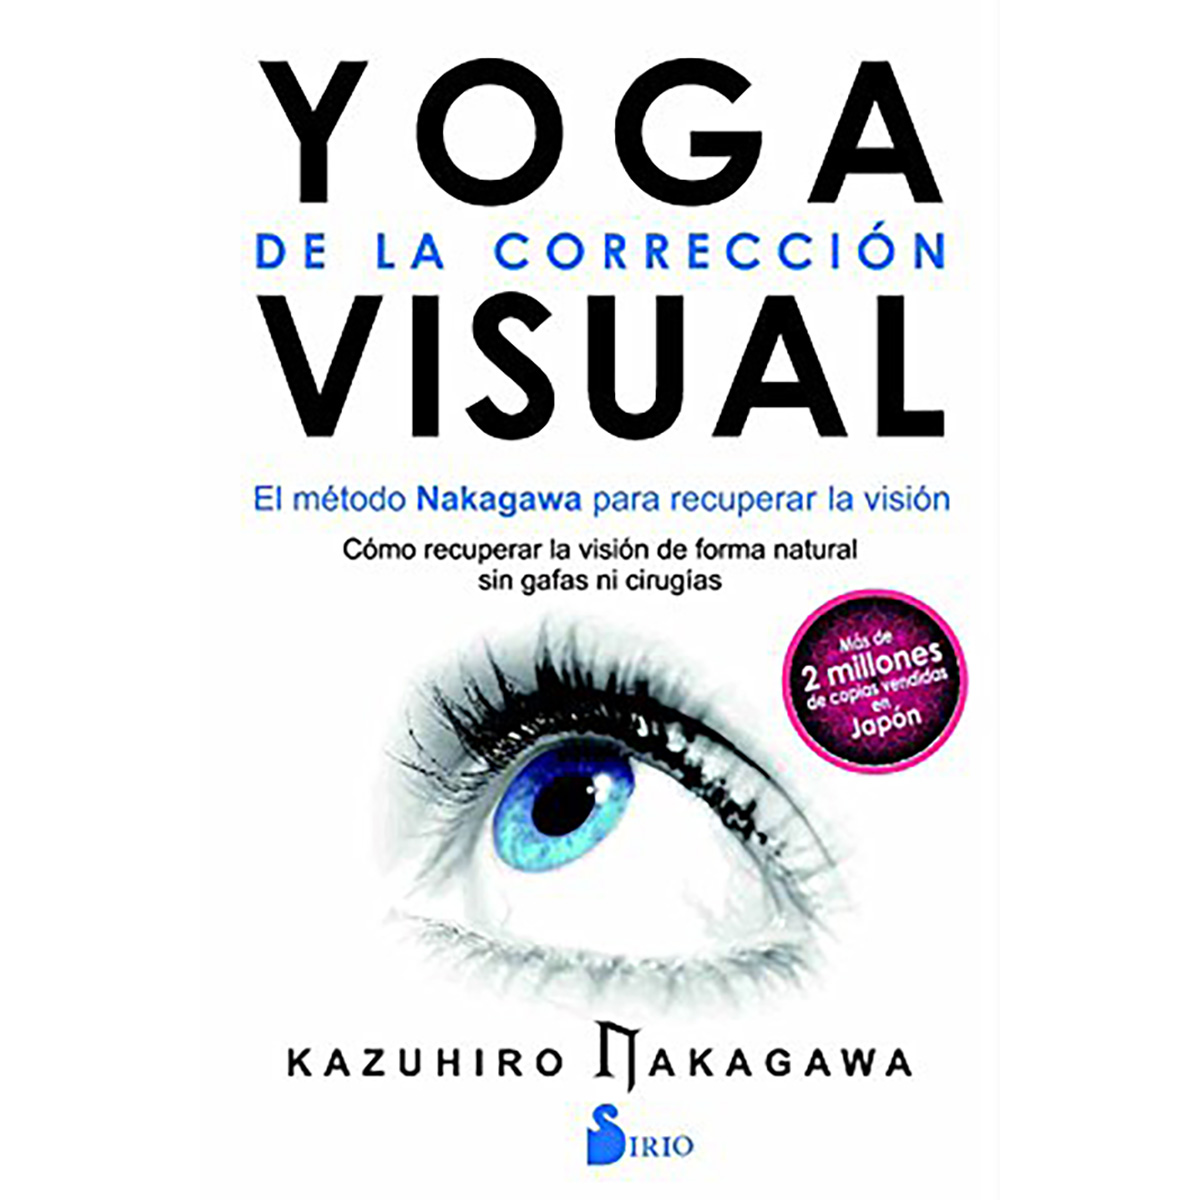 YOGA
DE LA CORRECCIÓN
VISUAL
El método Nakagawa para recuperar la visión
Cómo recuperar la visión de forma natural
sin gafas ni cirugías
Más de
2 millones
de copias vendidas
en
Japón
KAZUHIRO NAKAGAWA
SIRIO